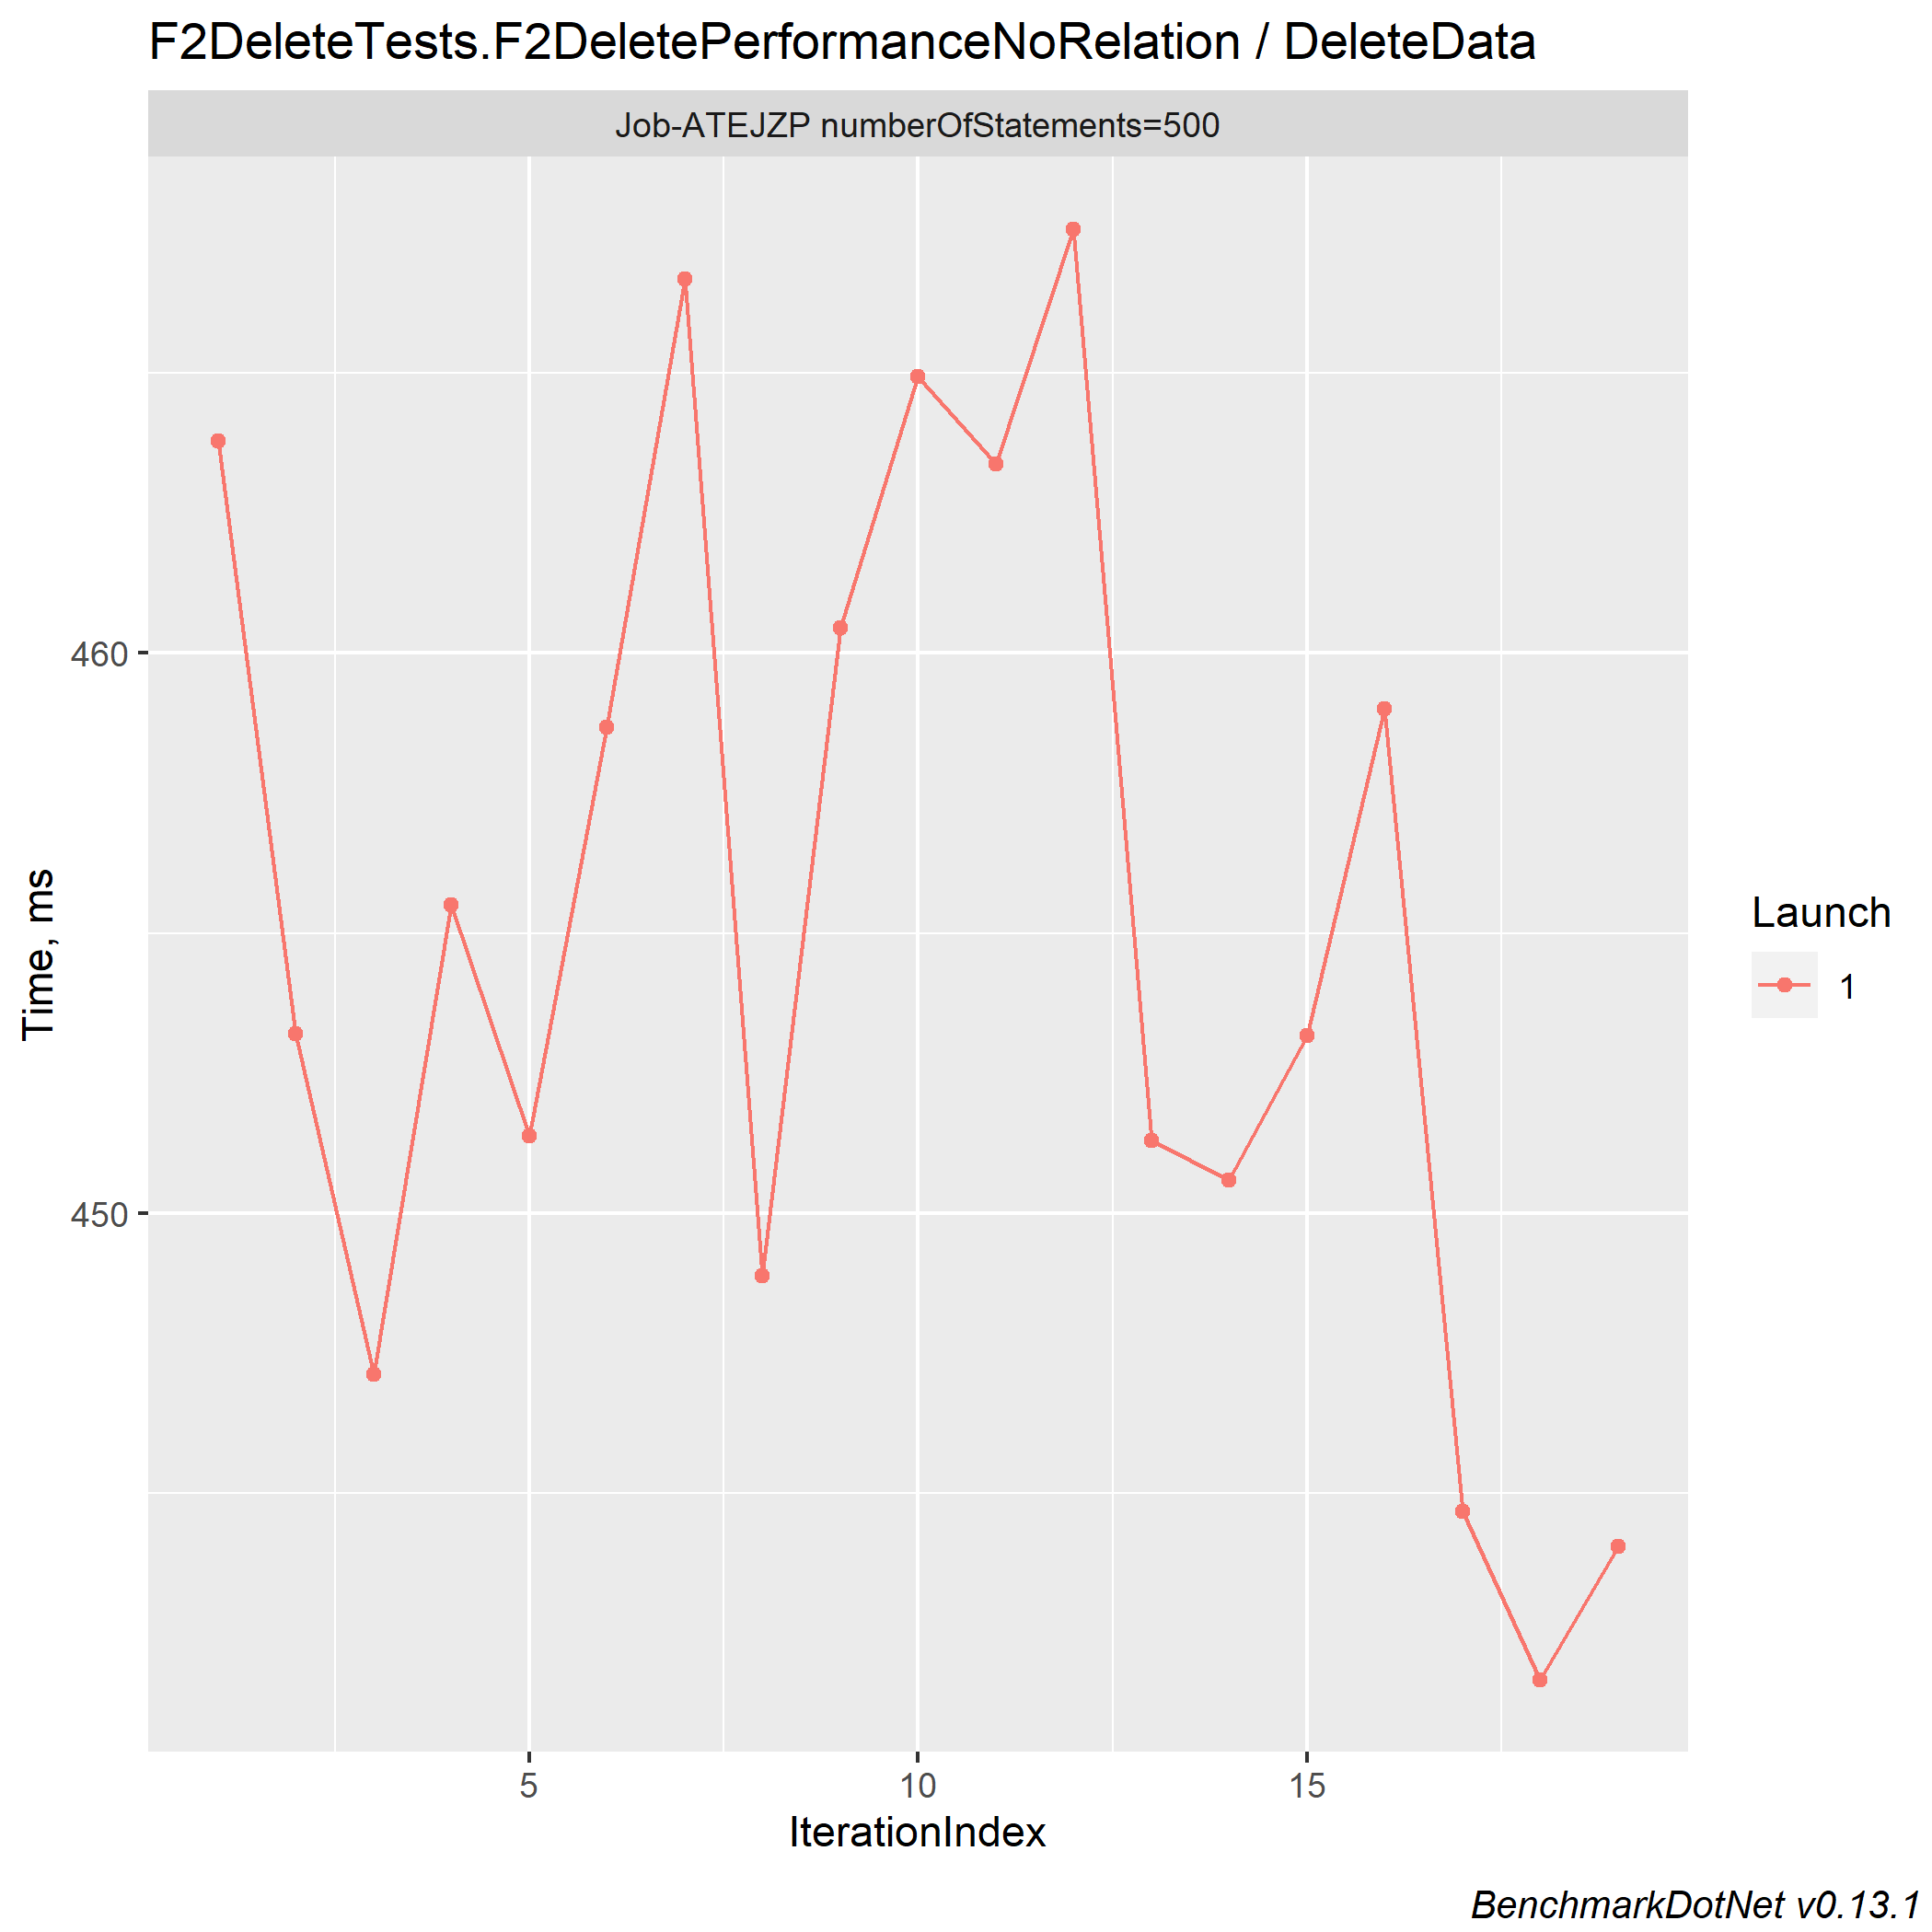 F2DeleteTests.F2DeletePerformanceNoRelation / DeleteData
Job-ATEJZP numberOfStatements=500
460
450
Time, ms
5 10 15
IterationIndex
Launch
1
BenchmarkDotNet v0.13.1